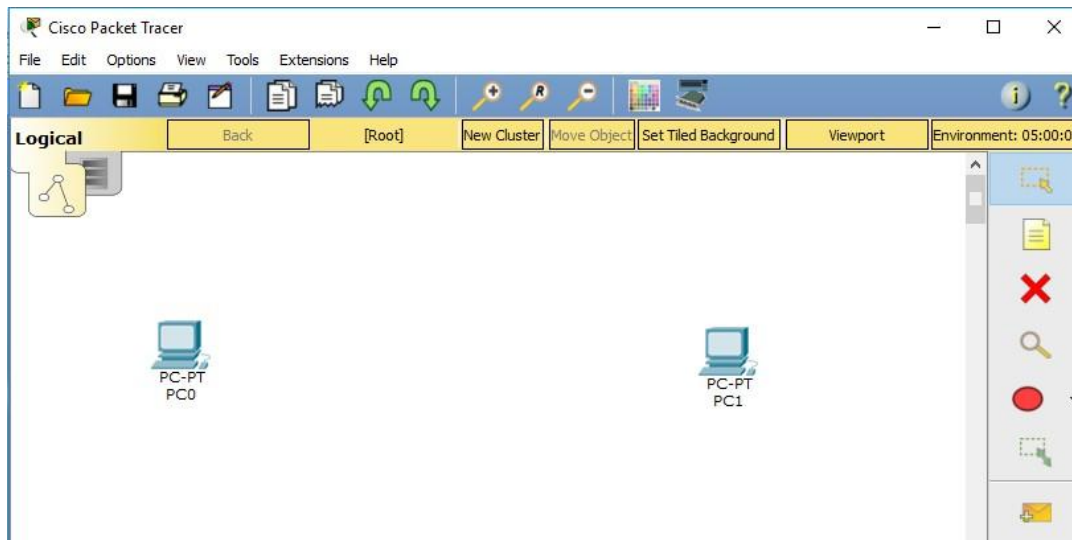 Cisco Packet Tracer
File Edit Options View Tools Extensions Help
R
i ?
Logical Back [Root] New Cluster Move Object Set Tiled Background Viewport Environment: 05:00:0
PC-PT
PC0
PC-PT
PC1